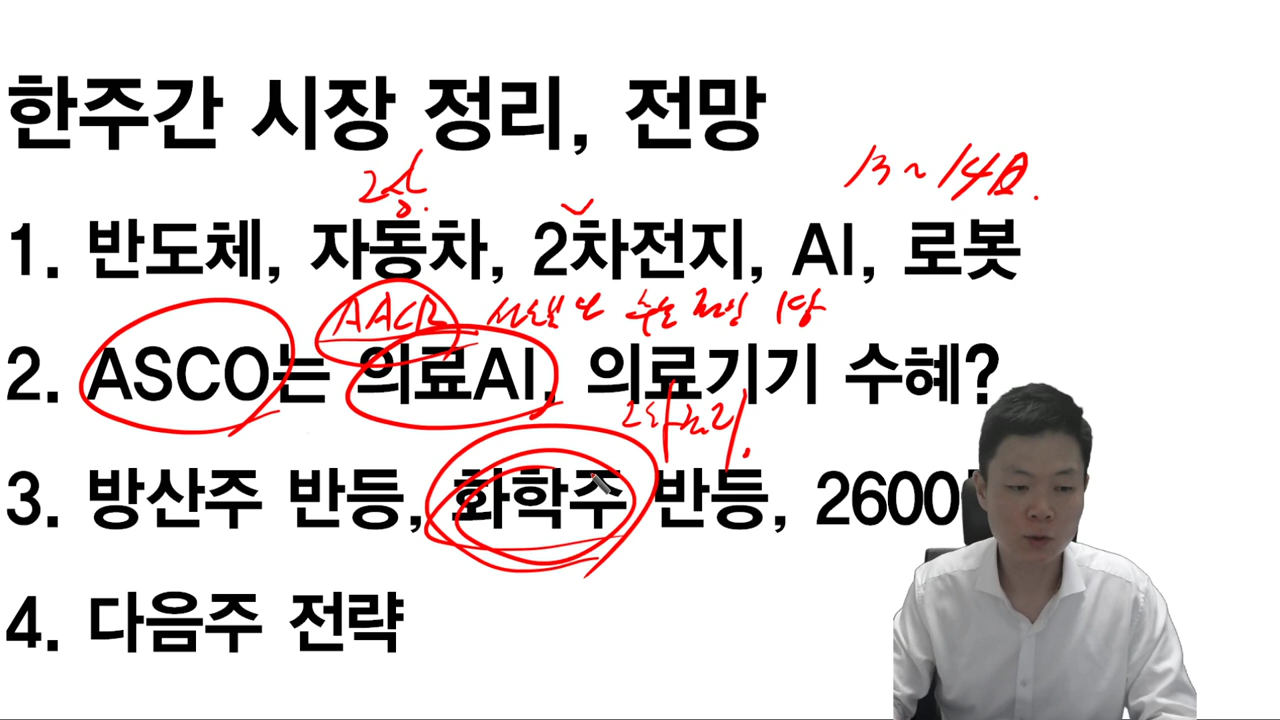 한주간 시장 정리, 전망
13~14일.
1. 반도체, 자동차, 2차전지, AI, 로봇
AACR
2. ASCO는 의료AI, 의료기기 수혜?
3. 방산주 반등, 화학주 반등, 2600
4. 다음주 전략